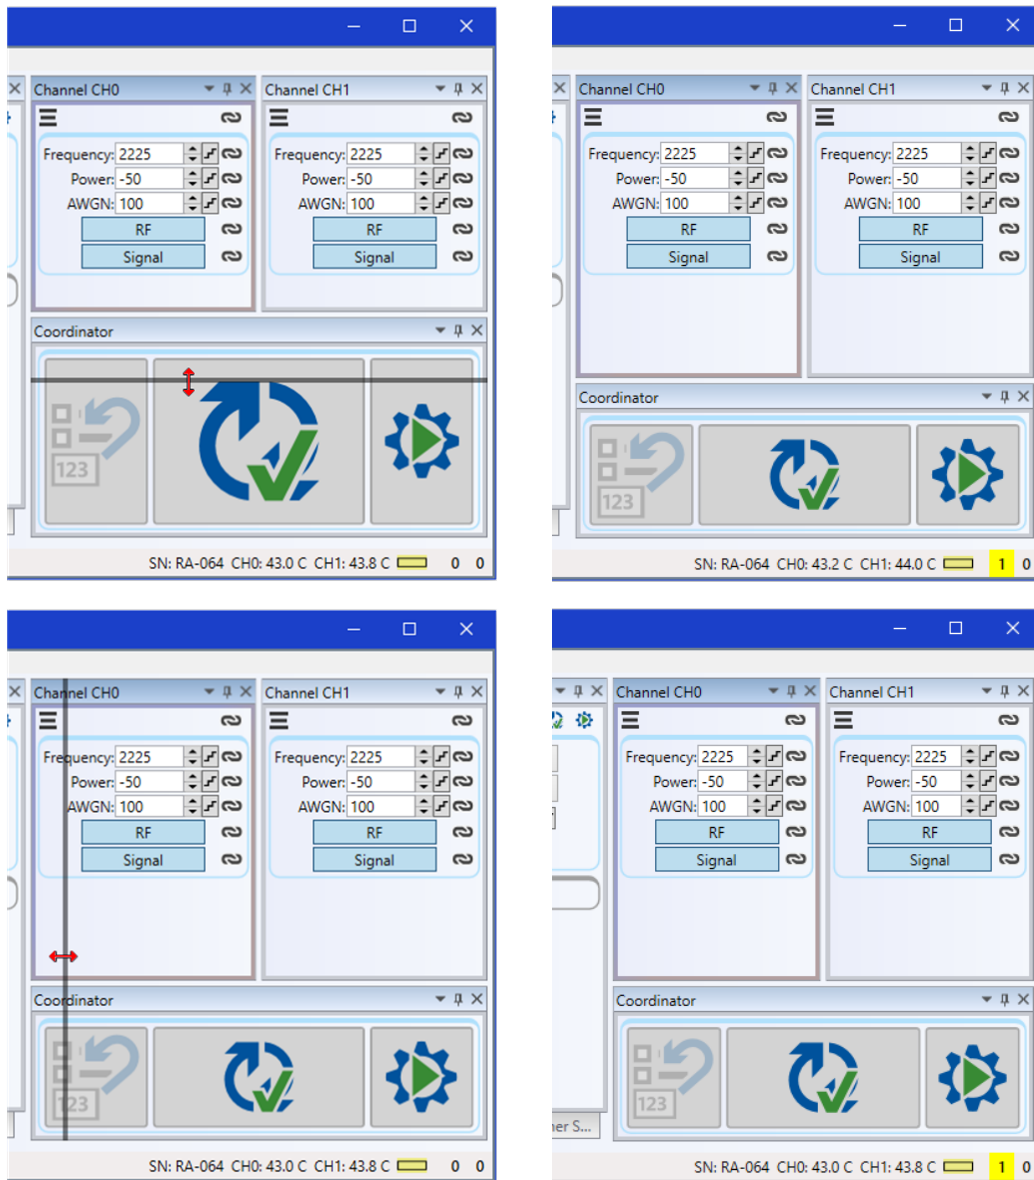 Channel CH0 Channel CH1
Frequency: 2225 Frequency: 2225
Power: -50 Power: -50
AWGN: 100 AWGN: 100
RF RF
Signal Signal
Coordinator
123
SN: RA-064 CH0: 43.0 C CH1: 43.8 C 0 0
Channel CH0 Channel CH1
Frequency: 2225 Frequency: 2225
Power: -50 Power: -50
AWGN: 100 AWGN: 100
RF RF
Signal Signal
Coordinator
123
SN: RA-064 CH0: 43.2 C CH1: 44.0 C 1 0
Channel CH0 Channel CH1
Frequency: 2225 Frequency: 2225
Power: -50 Power: -50
AWGN: 100 AWGN: 100
RF RF
Signal Signal
Coordinator
123
SN: RA-064 CH0: 43.0 C CH1: 43.8 C 0 0
Channel CH0 Channel CH1
Frequency: 2225 Frequency: 2225
Power: -50 Power: -50
AWGN: 100 AWGN: 100
RF RF
Signal Signal
Coordinator
123
ner S...
SN: RA-064 CH0: 43.0 C CH1: 43.8 C 1 0